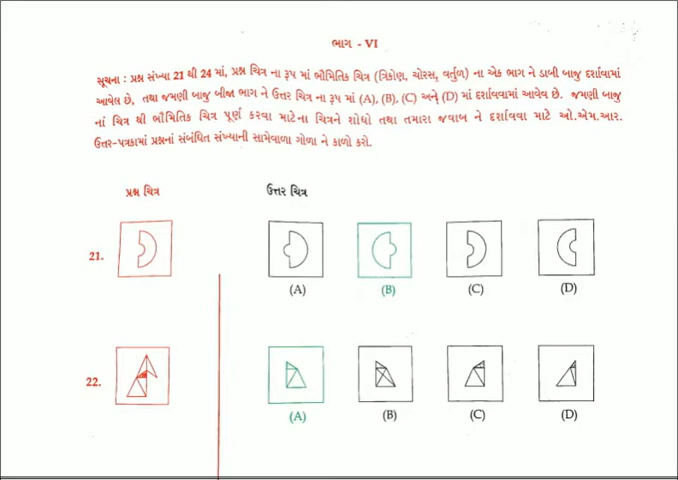 ભાગ - VI
સૂચના : પ્રશ્ન સંખ્યા 21 થી 24 માં, પ્રશ્ન ચિત્ર ના રૂપ માં ભૌમિતિક ચિત્ર (ત્રિકોણ, ચોરસ, વર્તુળ) ના એક ભાગ ને ડાબી બાજુ દર્શાવામાં
આવેલ છે, તથા જમણી બાજુ બીજા ભાગ ને ઉત્તર ચિત્ર ના રૂપ માં (A), (B), (C) અને (D) માં દર્શાવવામાં આવેલ છે. જમણી બાજુ
નાં ચિત્ર થી ભૌમિતિક ચિત્ર પૂર્ણ કરવા માટેના ચિત્રને શોધો તથા તમારા જવાબ ને દર્શાવવા માટે ઓ.એમ.આર.
ઉત્તર-પત્રકામાં પ્રશ્નનાં સંબંધિત સંખ્યાની સામેવાળા ગોળા ને કાળો કરો.
પ્રશ્ન ચિત્ર ઉત્તર ચિત્ર
21.
(A) (B) (C) (D)
22.
(A) (B) (C) (D)